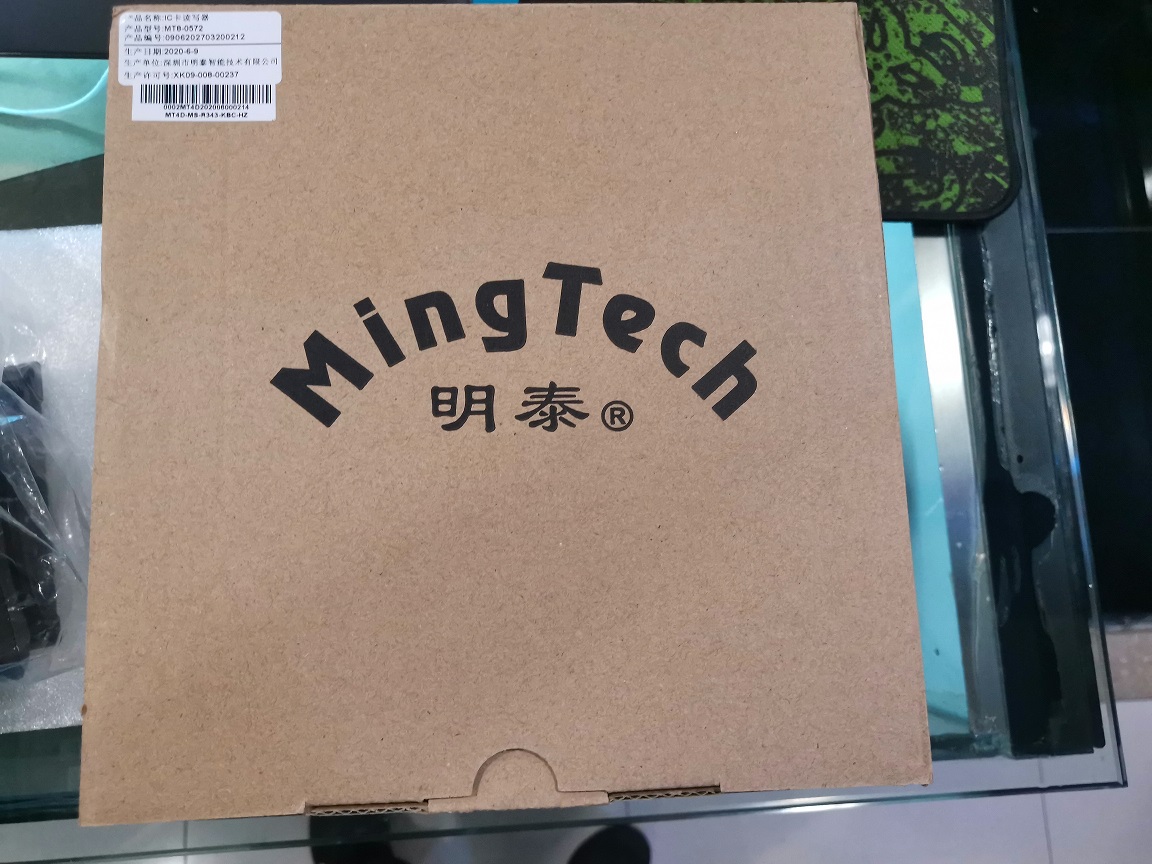 产品名称:IC卡读写器
产品型号:MT8-0572
产品编号:0906202703200212
生产日期:2020-6-9
生产单位:深圳市明泰智能技术有限公司
生产许可号:XK09-008-00237
0002MT4D202006000214
MT4D-MS-R343-KBC-HZ
MingTech
明泰®